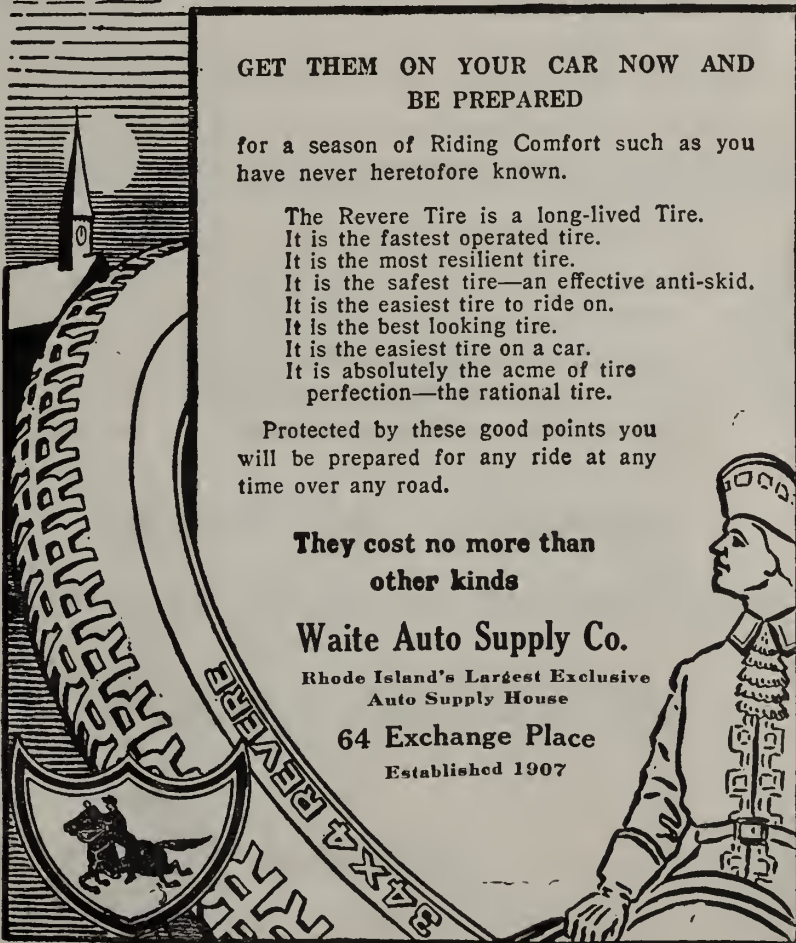 GET THEM ON YOUR CAR NOW AND
BE PREPARED
for a season of Riding Comfort such as you
have never heretofore known.
The Revere Tire is a long-lived Tire.
It is the fastest operated tire.
It is the most resilient tire.
It is the safest tire—an effective anti-skid.
It is the easiest tire to ride on.
It is the best looking tire.
It is the easiest tire on a car.
It is absolutely the acme of tire
perfection—the rational tire.
Protected by these good points you
will be prepared for any ride at any
time over any road.
They cost no more than
other kinds
Waite Auto Supply Co.
Rhode Island's Largest Exclusive
Auto Supply House
64 Exchange Place
Established 1907
34X4 REVERE